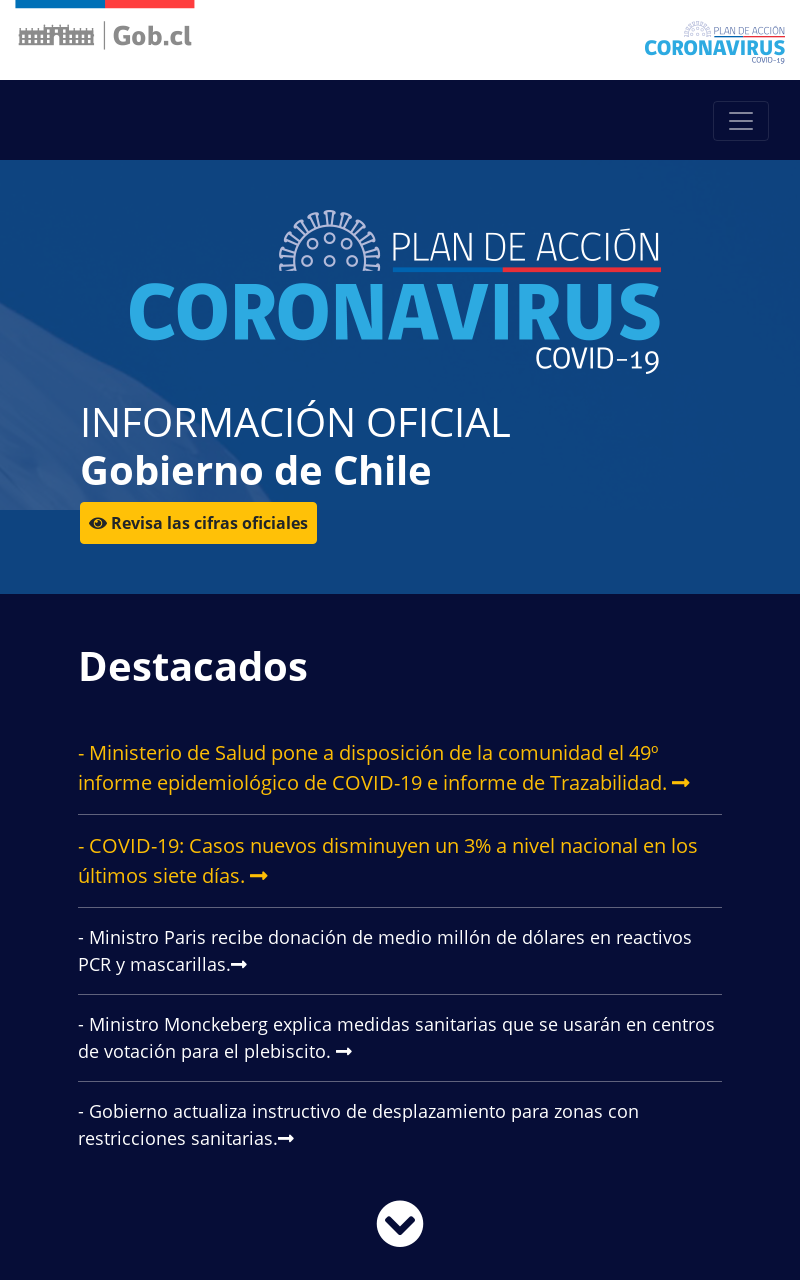 Gob.cl
PLAN DE ACCIÓN
CORONAVIRUS
COVID-19
PLAN DE ACCIÓN
CORONAVIRUS
COVID-19
INFORMACIÓN OFICIAL
Gobierno de Chile
Revisa las cifras oficiales
Destacados
- Ministerio de Salud pone a disposición de la comunidad el 49º
informe epidemiológico de COVID-19 e informe de Trazabilidad.
- COVID-19: Casos nuevos disminuyen un 3% a nivel nacional en los
últimos siete días.
- Ministro Paris recibe donación de medio millón de dólares en reactivos
PCR y mascarillas.
- Ministro Monckeberg explica medidas sanitarias que se usarán en centros
de votación para el plebiscito.
- Gobierno actualiza instructivo de desplazamiento para zonas con
restricciones sanitarias.